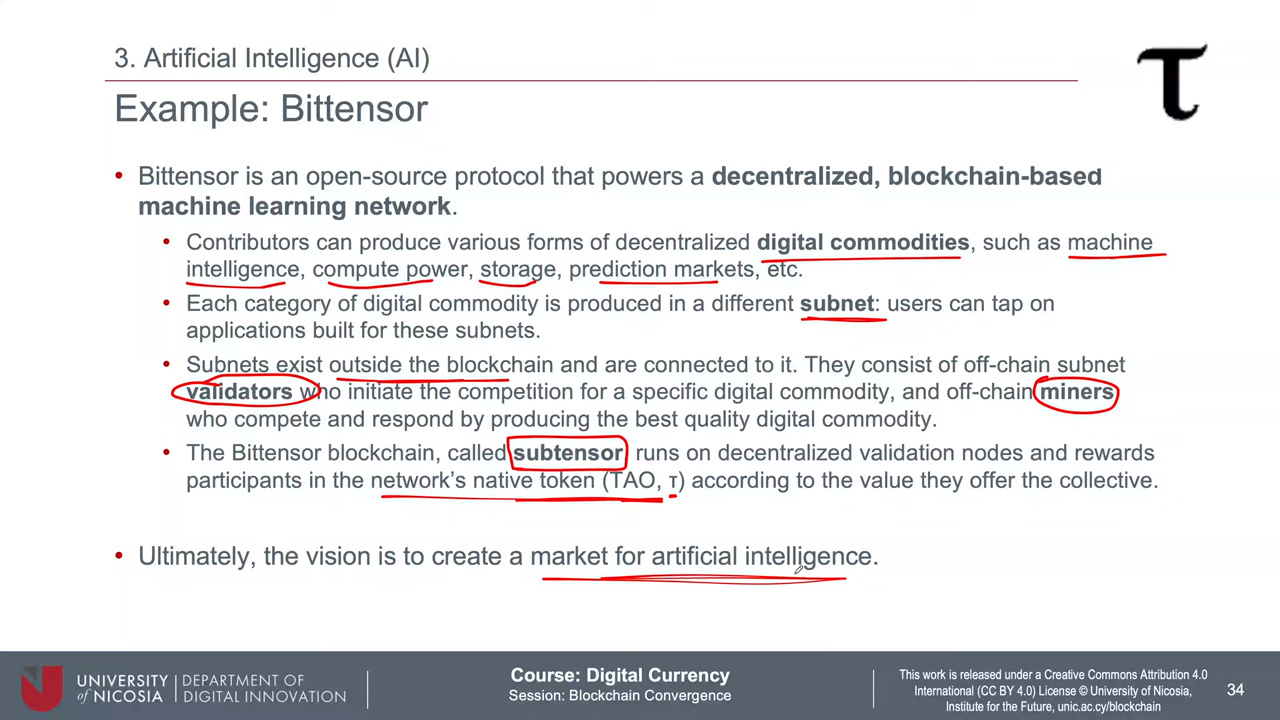 3. Artificial Intelligence (AI)
τ
Example: Bittensor
• Bittensor is an open-source protocol that powers a decentralized, blockchain-based
machine learning network.
• Contributors can produce various forms of decentralized digital commodities, such as machine
intelligence, compute power, storage, prediction markets, etc.
• Each category of digital commodity is produced in a different subnet: users can tap on
applications built for these subnets.
• Subnets exist outside the blockchain and are connected to it. They consist of off-chain subnet
validators who initiate the competition for a specific digital commodity, and off-chain miners
who compete and respond by producing the best quality digital commodity.
• The Bittensor blockchain, called subtensor runs on decentralized validation nodes and rewards
participants in the network's native token (TAO, τ) according to the value they offer the collective.
• Ultimately, the vision is to create a market for artificial intelligence.
UNIVERSITY
of NICOSIA
DEPARTMENT OF
DIGITAL INNOVATION
Course: Digital Currency
Session: Blockchain Convergence
This work is released under a Creative Commons Attribution 4.0
International (CC BY 4.0) License © University of Nicosia,
Institute for the Future, unic.ac.cy/blockchain
34